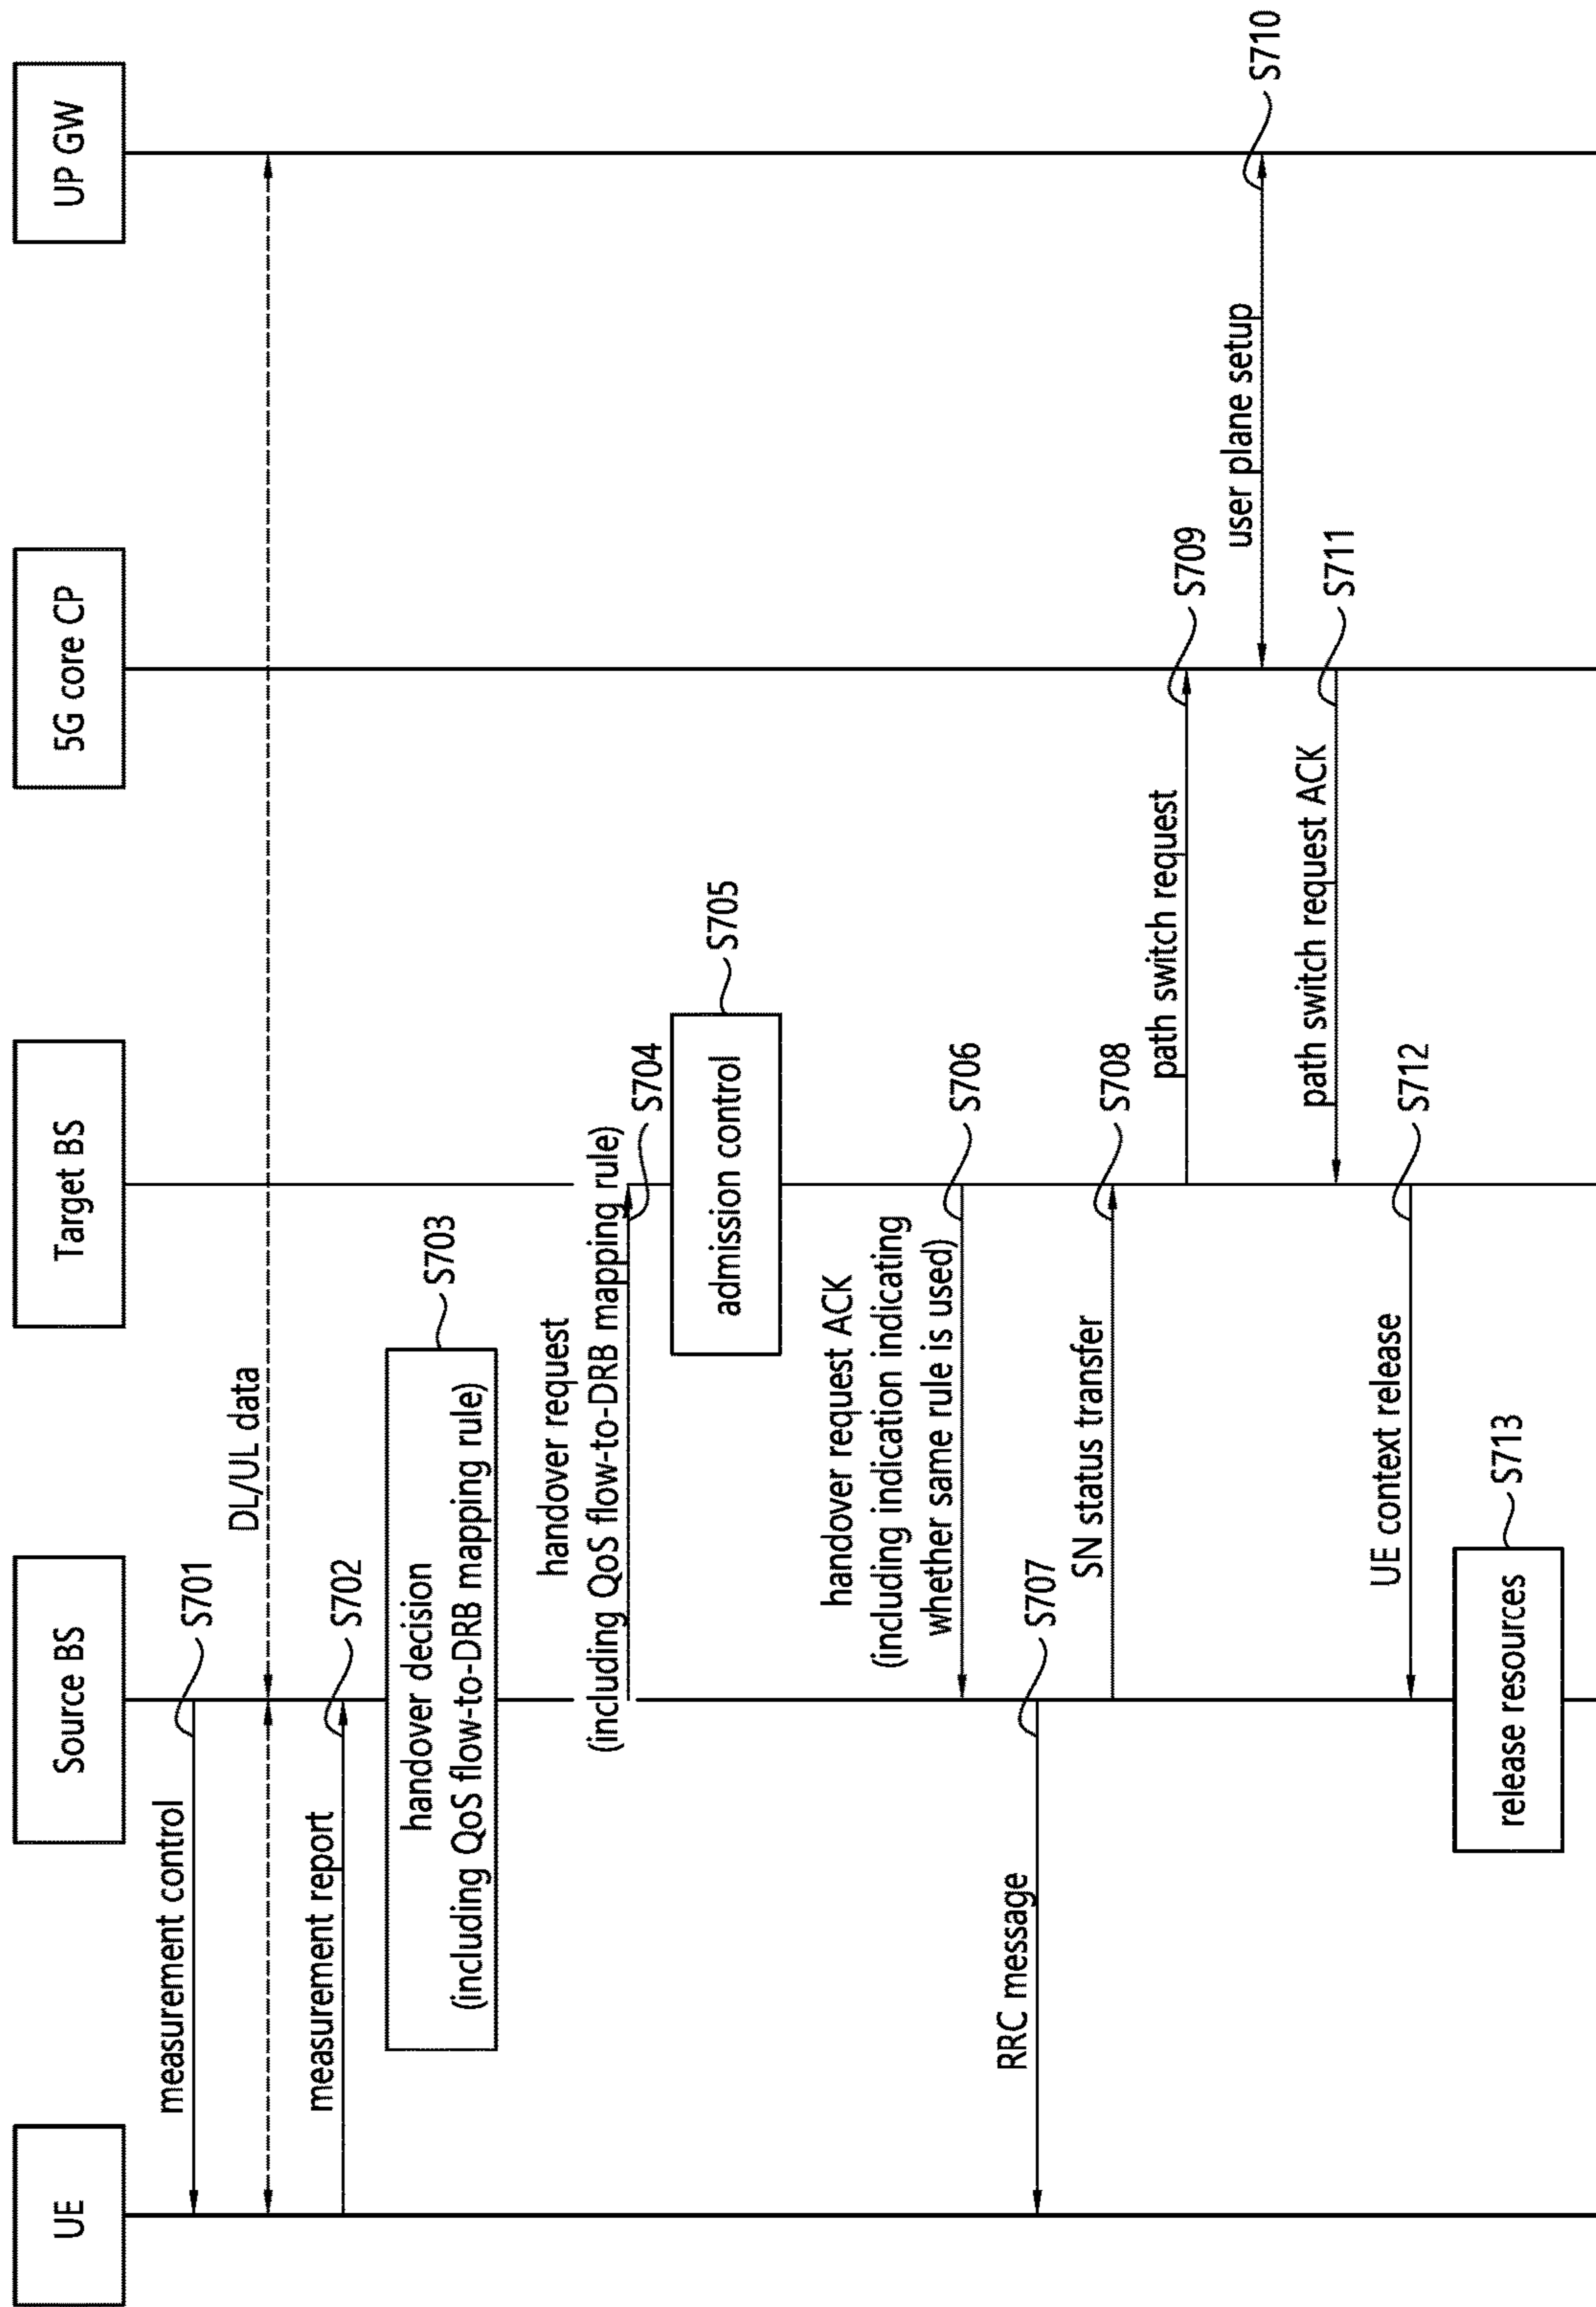 UE
Source BS
Target BS
5G core CP
UP GW
measurement control
S701
DL/UL data
measurement report
S702
handover decision
(including QoS flow-to-DRB mapping rule)
S703
handover request
(including QoS flow-to-DRB mapping rule)
S704
admission control
S705
handover request ACK
(including indication indicating
whether same rule is used)
S706
RRC message
S707
SN status transfer
S708
path switch request
S709
user plane setup
S710
path switch request ACK
S711
UE context release
S712
release resources
S713